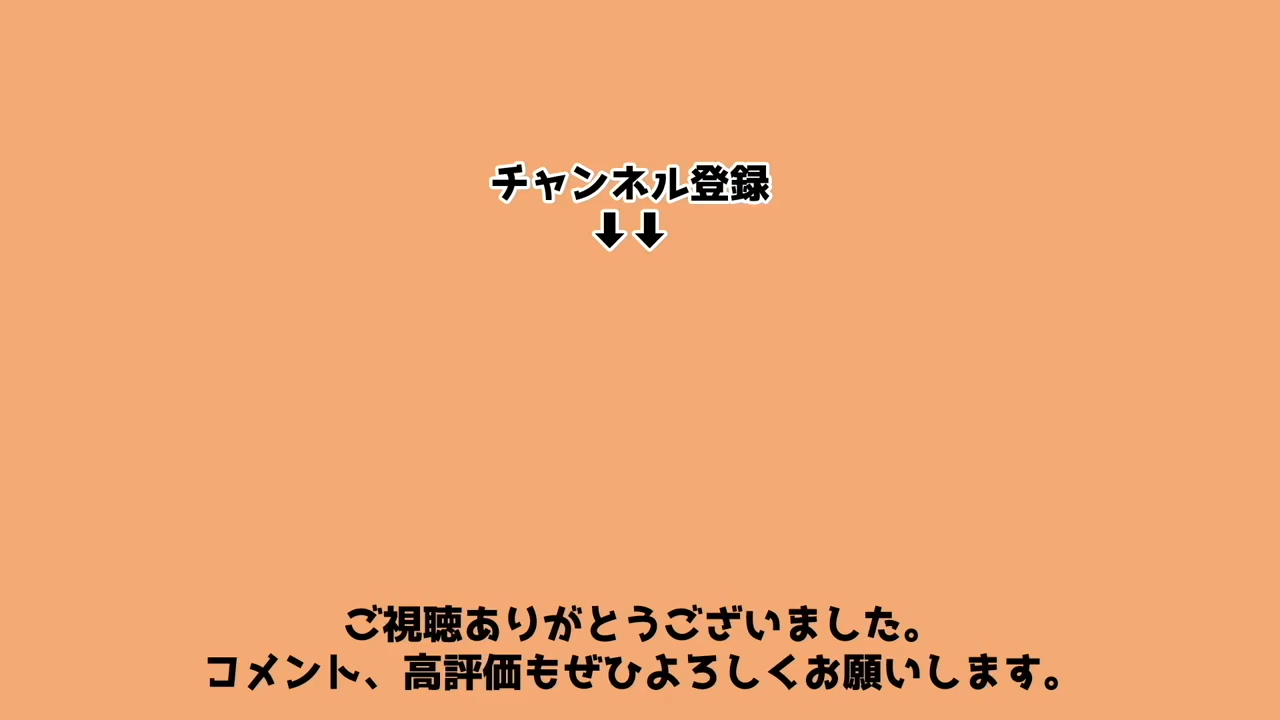 チャンネル登録
⬇⬇
ご視聴ありがとうございました。
コメント、高評価もぜひよろしくお願いします。